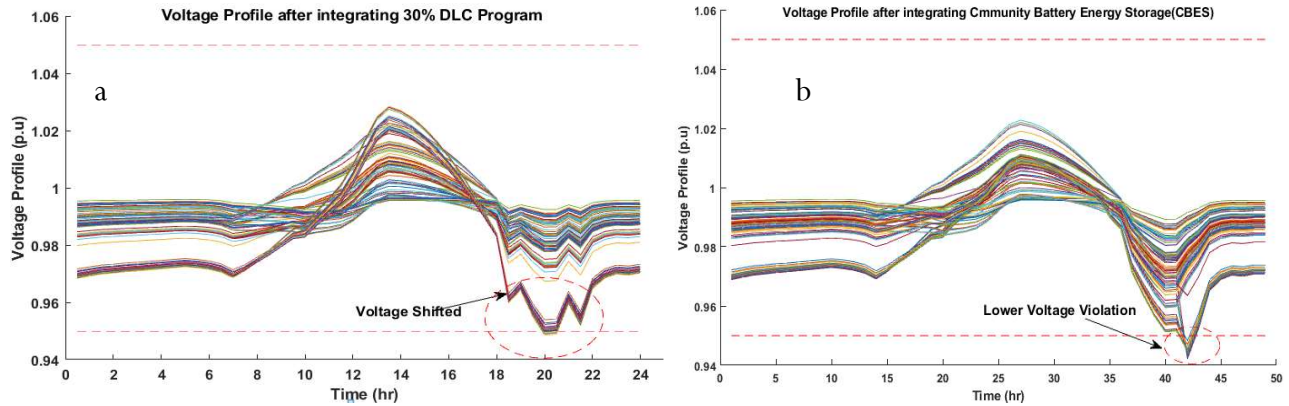 Voltage Profile after integrating 30% DLC Program
1.06
1.04
1.02
1
0.98
0.96
0.94
Voltage Profile (p.u)
a
Voltage Shifted
0 2 4 6 8 10 12 14 16 18 20 22 24
Time (hr)
Voltage Profile after integrating Cmmunity Battery Energy Storage(CBES)
1.06
1.04
1.02
1
0.98
0.96
0.94
Voltage Profile (p.u)
b
Lower Voltage Violation
0 5 10 15 20 25 30 35 40 45 50
Time (hr)